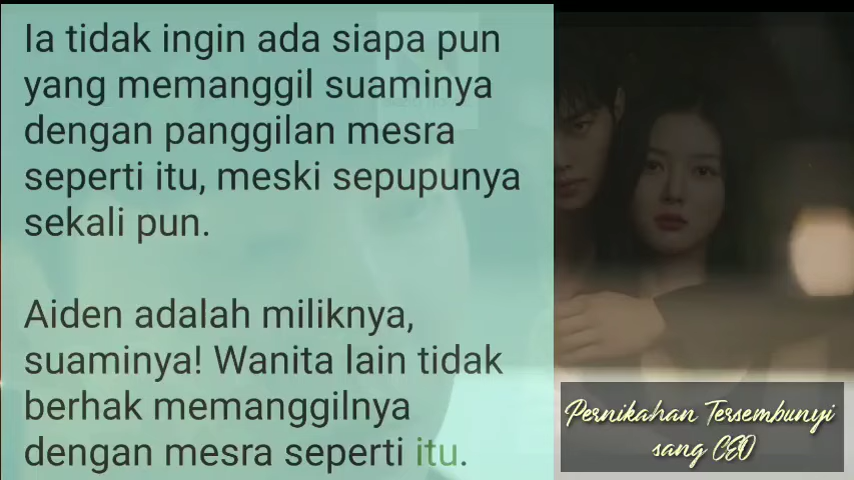 Ia tidak ingin ada siapa pun
yang memanggil suaminya
dengan panggilan mesra
seperti itu, meski sepupunya
sekali pun.
Aiden adalah miliknya,
suaminya! Wanita lain tidak
berhak memanggilnya
dengan mesra seperti itu.
Pernikahan Tersembunyi
sang CEO